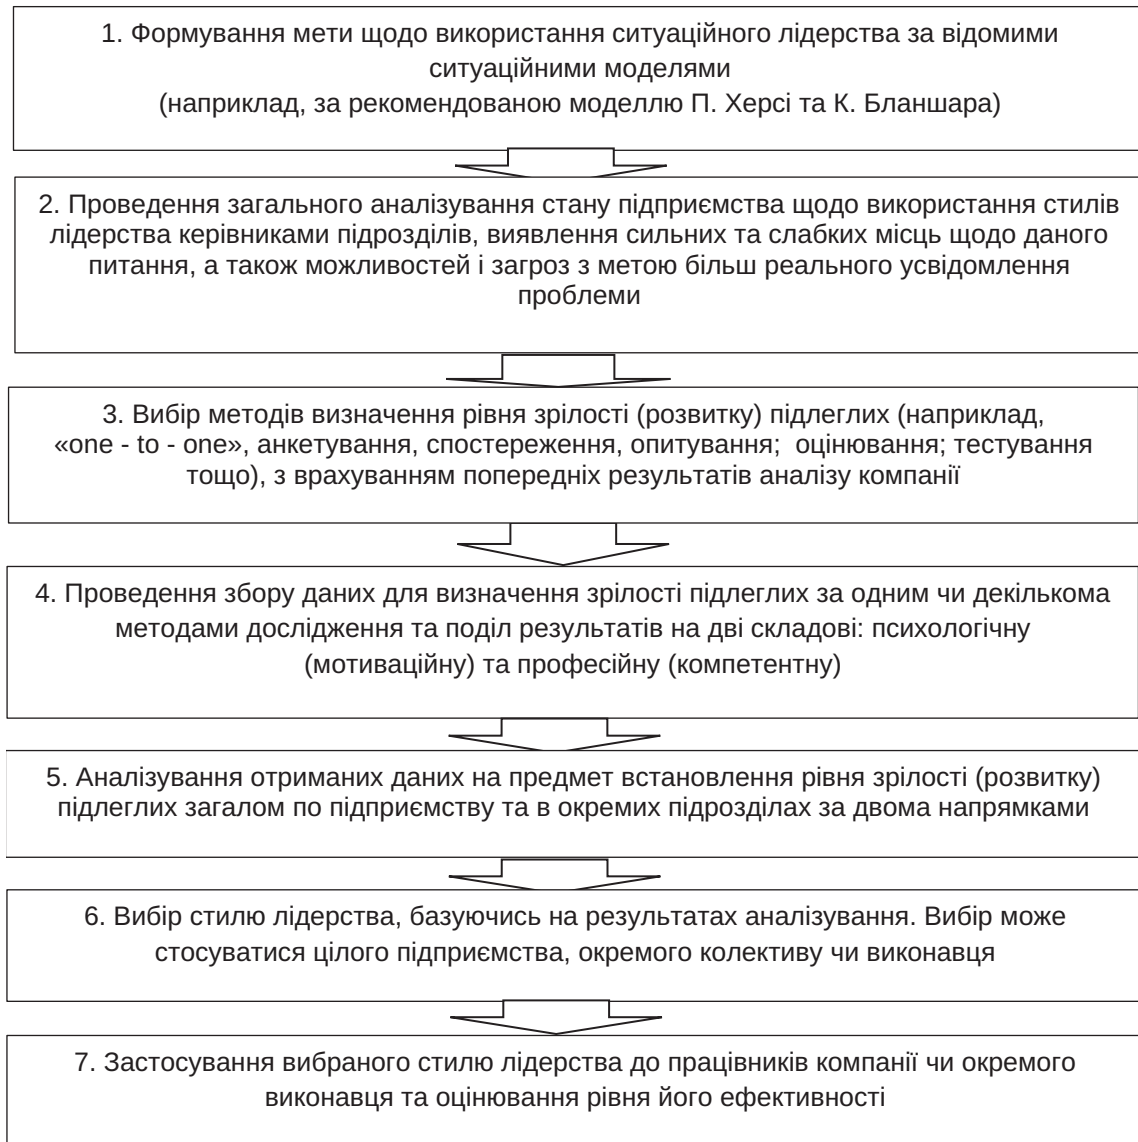 1. Формування мети щодо використання ситуаційного лідерства за відомими
ситуаційними моделями
(наприклад, за рекомендованою моделлю П. Херсі та К. Бланшара)
2. Проведення загального аналізування стану підприємства щодо використання стилів
лідерства керівниками підрозділів, виявлення сильних та слабких місць щодо даного
питання, а також можливостей і загроз з метою більш реального усвідомлення
проблеми
3. Вибір методів визначення рівня зрілості (розвитку) підлеглих (наприклад,
«one - to - one», анкетування, спостереження, опитування;  оцінювання; тестування
тощо), з врахуванням попередніх результатів аналізу компанії
4. Проведення збору даних для визначення зрілості підлеглих за одним чи декількома
методами дослідження та поділ результатів на дві складові: психологічну
(мотиваційну) та професійну (компетентну)
5. Аналізування отриманих даних на предмет встановлення рівня зрілості (розвитку)
підлеглих загалом по підприємству та в окремих підрозділах за двома напрямками
6. Вибір стилю лідерства, базуючись на результатах аналізування. Вибір може
стосуватися цілого підприємства, окремого колективу чи виконавця
7. Застосування вибраного стилю лідерства до працівників компанії чи окремого
виконавця та оцінювання рівня його ефективності